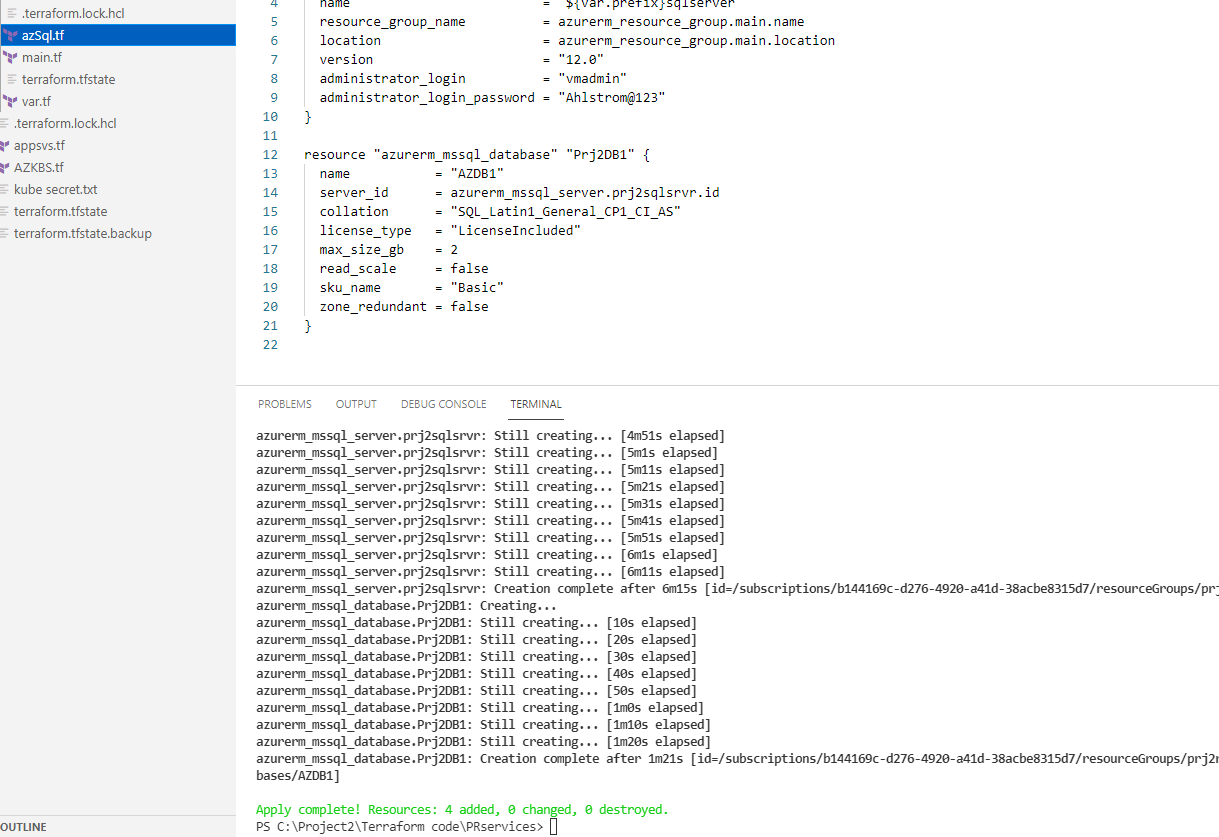 .terraform.lock.hcl
azSql.tf
main.tf
terraform.tfstate
var.tf
.terraform.lock.hcl
appsvs.tf
AZKBS.tf
kube secret.txt
terraform.tfstate
terraform.tfstate.backup
OUTLINE
4 name = "${var.prefix}sqlserver"
5 resource_group_name = azurerm_resource_group.main.name
6 location = azurerm_resource_group.main.location
7 version = "12.0"
8 administrator_login = "vmadmin"
9 administrator_login_password = "Ahlstrom@123"
10 }
11
12 resource "azurerm_mssql_database" "Prj2DB1" {
13 name = "AZDB1"
14 server_id = azurerm_mssql_server.prj2sqlsrvr.id
15 collation = "SQL_Latin1_General_CP1_CI_AS"
16 license_type = "LicenseIncluded"
17 max_size_gb = 2
18 read_scale = false
19 sku_name = "Basic"
20 zone_redundant = false
21 }
22
PROBLEMS OUTPUT DEBUG CONSOLE TERMINAL
azurerm_mssql_server.prj2sqlsrvr: Still creating... [4m51s elapsed]
azurerm_mssql_server.prj2sqlsrvr: Still creating... [5m1s elapsed]
azurerm_mssql_server.prj2sqlsrvr: Still creating... [5m11s elapsed]
azurerm_mssql_server.prj2sqlsrvr: Still creating... [5m21s elapsed]
azurerm_mssql_server.prj2sqlsrvr: Still creating... [5m31s elapsed]
azurerm_mssql_server.prj2sqlsrvr: Still creating... [5m41s elapsed]
azurerm_mssql_server.prj2sqlsrvr: Still creating... [5m51s elapsed]
azurerm_mssql_server.prj2sqlsrvr: Still creating... [6m1s elapsed]
azurerm_mssql_server.prj2sqlsrvr: Still creating... [6m11s elapsed]
azurerm_mssql_server.prj2sqlsrvr: Creation complete after 6m15s [id=/subscriptions/b144169c-d276-4920-a41d-38acbe8315d7/resourceGroups/prj
azurerm_mssql_database.Prj2DB1: Creating...
azurerm_mssql_database.Prj2DB1: Still creating... [10s elapsed]
azurerm_mssql_database.Prj2DB1: Still creating... [20s elapsed]
azurerm_mssql_database.Prj2DB1: Still creating... [30s elapsed]
azurerm_mssql_database.Prj2DB1: Still creating... [40s elapsed]
azurerm_mssql_database.Prj2DB1: Still creating... [50s elapsed]
azurerm_mssql_database.Prj2DB1: Still creating... [1m0s elapsed]
azurerm_mssql_database.Prj2DB1: Still creating... [1m10s elapsed]
azurerm_mssql_database.Prj2DB1: Still creating... [1m20s elapsed]
azurerm_mssql_database.Prj2DB1: Creation complete after 1m21s [id=/subscriptions/b144169c-d276-4920-a41d-38acbe8315d7/resourceGroups/prj2r
bases/AZDB1]
Apply complete! Resources: 4 added, 0 changed, 0 destroyed.
PS C:\Project2\Terraform code\PRservices>